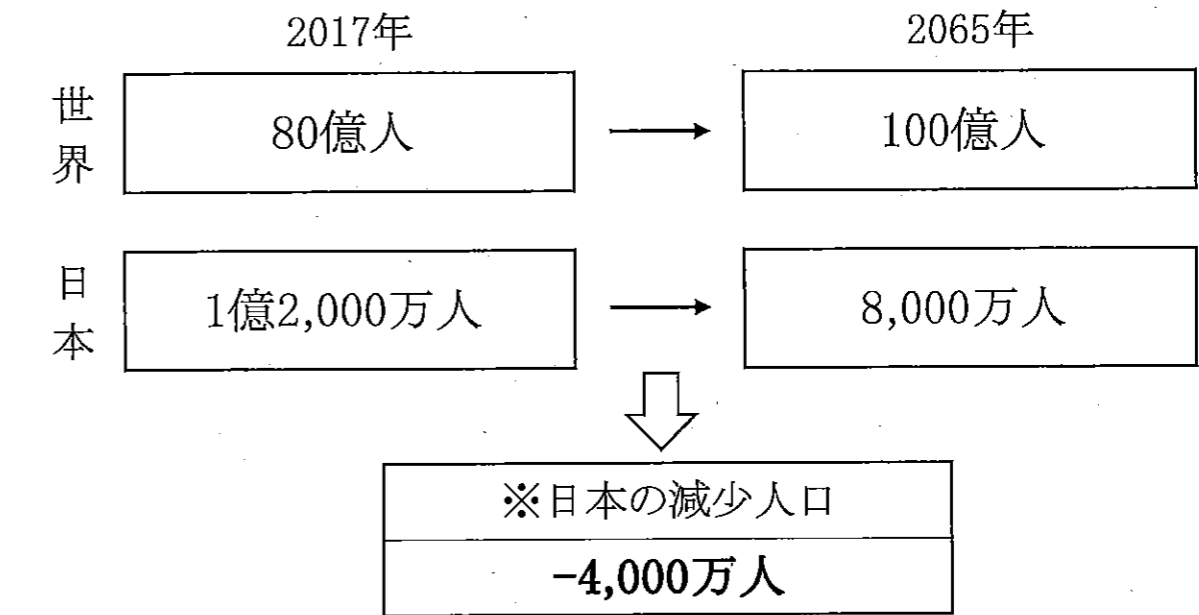 2017年 2065年
世界 80億人 → 100億人
日本 1億2,000万人 → 8,000万人
※日本の減少人口
-4,000万人